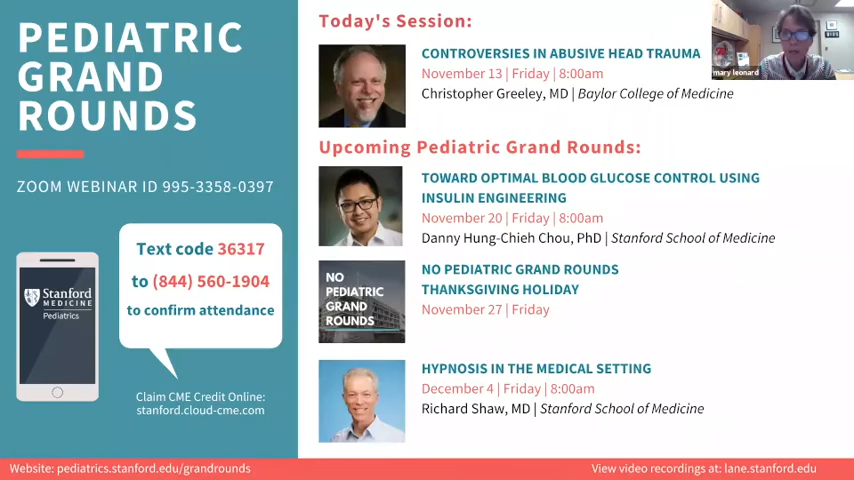 PEDIATRIC
GRAND
ROUNDS
ZOOM WEBINAR ID 995-3358-0397
Text code 36317
to (844) 560-1904
to confirm attendance
Stanford
MEDICINE
Pediatrics
Claim CME Credit Online:
stanford.cloud-cme.com
Today's Session:
CONTROVERSIES IN ABUSIVE HEAD TRAUMA
November 13 | Friday | 8:00am
Christopher Greeley, MD | Baylor College of Medicine
Upcoming Pediatric Grand Rounds:
TOWARD OPTIMAL BLOOD GLUCOSE CONTROL USING
INSULIN ENGINEERING
November 20 | Friday | 8:00am
Danny Hung-Chieh Chou, PhD | Stanford School of Medicine
NO
PEDIATRIC
GRAND
ROUNDS
NO PEDIATRIC GRAND ROUNDS
THANKSGIVING HOLIDAY
November 27 | Friday
HYPNOSIS IN THE MEDICAL SETTING
December 4 | Friday | 8:00am
Richard Shaw, MD | Stanford School of Medicine
mary leonard
Website: pediatrics.stanford.edu/grandrounds
View video recordings at: lane.stanford.edu